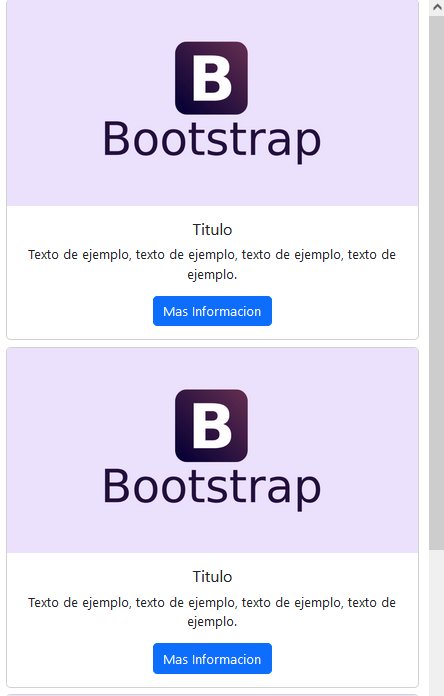 B
Bootstrap
Titulo
Texto de ejemplo, texto de ejemplo, texto de ejemplo, texto de
ejemplo.
Mas Informacion
B
Bootstrap
Titulo
Texto de ejemplo, texto de ejemplo, texto de ejemplo, texto de
ejemplo.
Mas Informacion